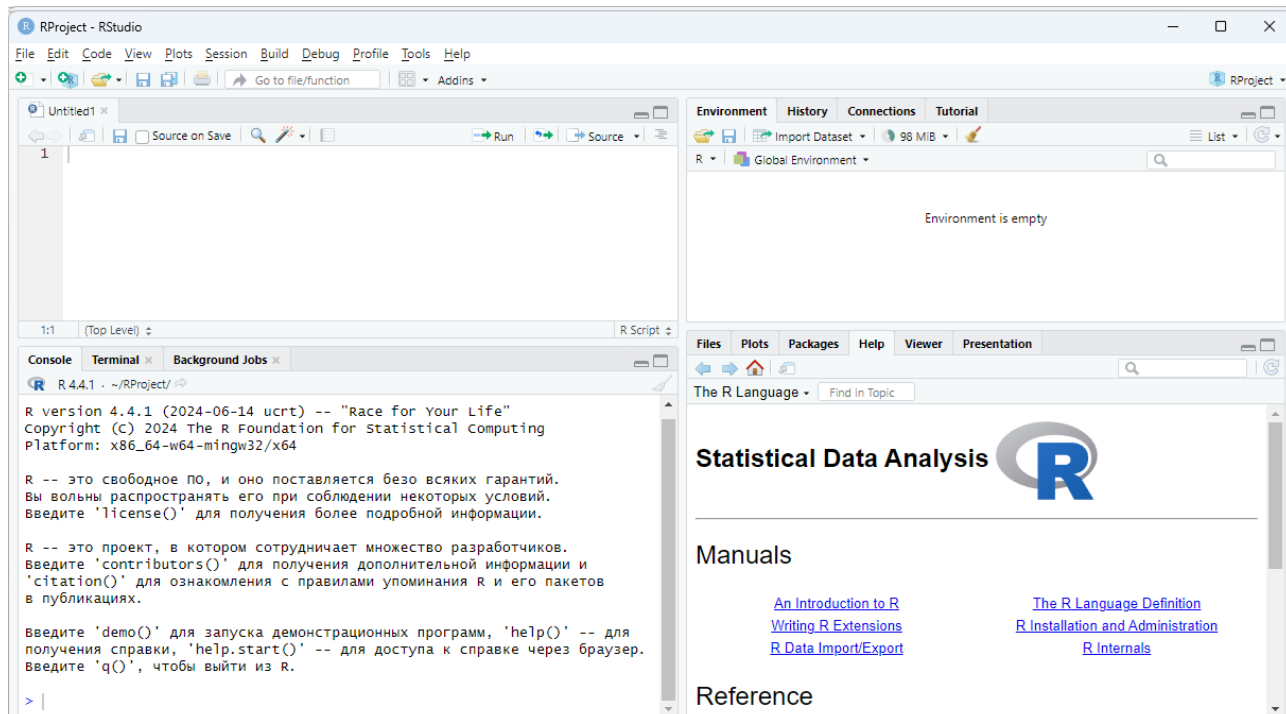 RProject - RStudio
File Edit Code View Plots Session Build Debug Profile Tools Help
Go to file/function Addins RProject
Untitled1
Source on Save Run Source
1
1:1 (Top Level) R Script
Console Terminal Background Jobs
R 4.4.1 · ~/RProject/
R version 4.4.1 (2024-06-14 ucrt) -- "Race for Your Life"
Copyright (C) 2024 The R Foundation for Statistical Computing
Platform: x86_64-w64-mingw32/x64
R -- это свободное ПО, и оно поставляется безо всяких гарантий.
Вы вольны распространять его при соблюдении некоторых условий.
Введите 'license()' для получения более подробной информации.
R -- это проект, в котором сотрудничает множество разработчиков.
Введите 'contributors()' для получения дополнительной информации и
'citation()' для ознакомления с правилами упоминания R и его пакетов
в публикациях.
Введите 'demo()' для запуска демонстрационных программ, 'help()' -- для
получения справки, 'help.start()' -- для доступа к справке через браузер.
Введите 'q()', чтобы выйти из R.
>
Environment History Connections Tutorial
Import Dataset 98 MiB List
R Global Environment
Environment is empty
Files Plots Packages Help Viewer Presentation
The R Language Find in Topic
Statistical Data Analysis R
Manuals
An Introduction to R The R Language Definition
Writing R Extensions R Installation and Administration
R Data Import/Export R Internals
Reference